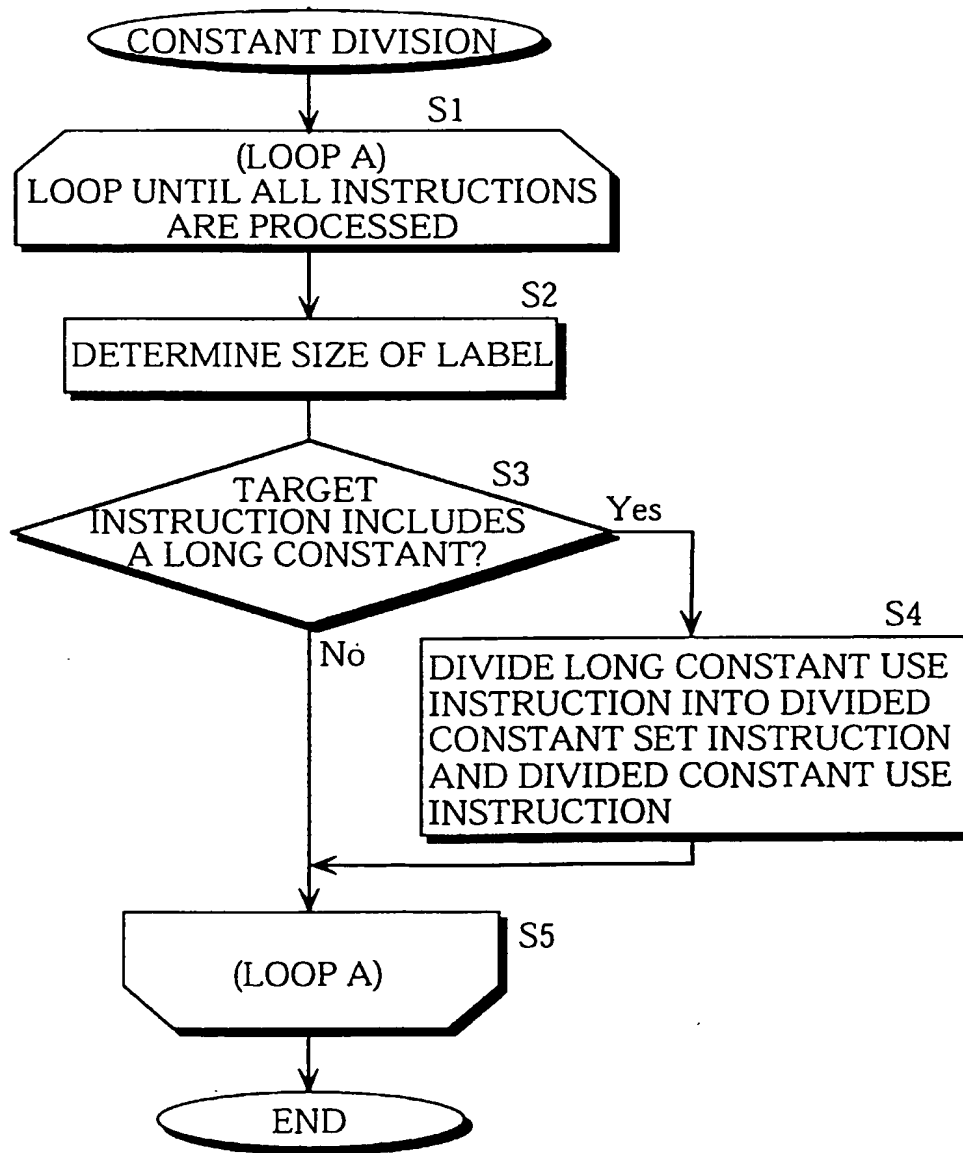 CONSTANT DIVISION
S1
(LOOP A)
LOOP UNTIL ALL INSTRUCTIONS
ARE PROCESSED
S2
DETERMINE SIZE OF LABEL
S3
TARGET
INSTRUCTION INCLUDES
A LONG CONSTANT?
Yes
No
S4
DIVIDE LONG CONSTANT USE
INSTRUCTION INTO DIVIDED
CONSTANT SET INSTRUCTION
AND DIVIDED CONSTANT USE
INSTRUCTION
S5
(LOOP A)
END